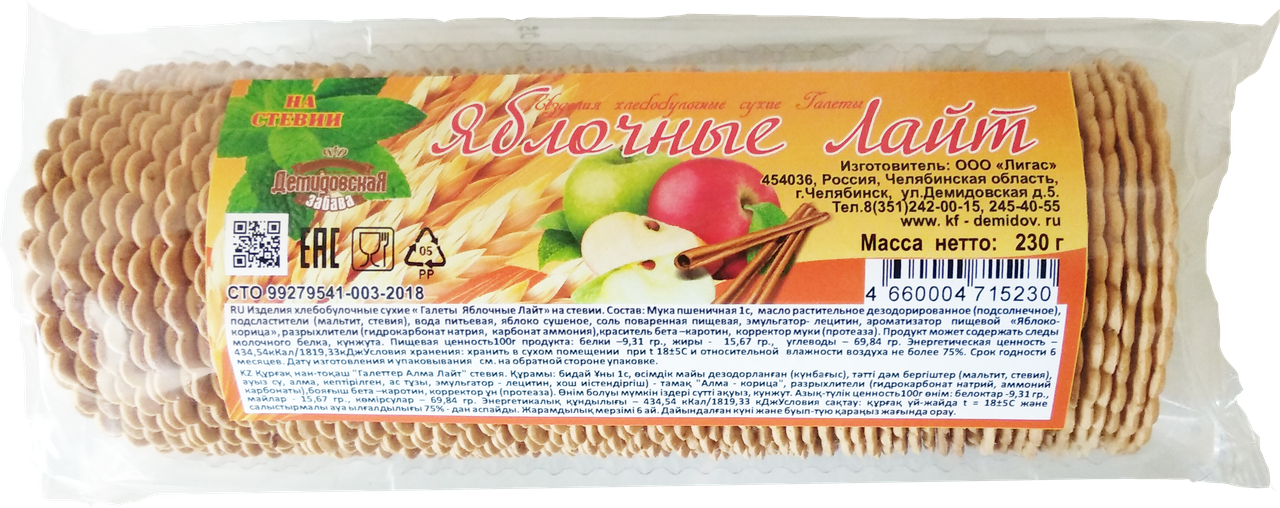 НА
СТЕВИИ
Изделия хлебобулочные сухие Галеты
Яблочные Лайт
Демидовская
забава
Изготовитель: ООО «Лигас»
454036, Россия, Челябинская область,
г.Челябинск, ул.Демидовская д.5.
Тел.8(351)242-00-15, 245-40-55
www. kf - demidov. ru
Масса нетто: 230 г
EAC
05
PP
СТО 99279541-003-2018
4 660004 715230
RU Изделия хлебобулочные сухие « Галеты Яблочные Лайт» на стевии. Состав: Мука пшеничная 1с, масло растительное дезодорированное (подсолнечное),
подсластители (мальтит, стевия), вода питьевая, яблоко сушеное, соль поваренная пищевая, эмульгатор- лецитин, ароматизатор пищевой «Яблоко-
корица», разрыхлители (гидрокарбонат натрия, карбонат аммония),краситель бета –каротин, корректор муки (протеаза). Продукт может содержать следы
молочного белка, кунжута. Пищевая ценность100г продукта: белки –9,31 гр., жиры - 15,67 гр., углеводы – 69,84 гр. Энергетическая ценность –
434,54кКал/1819,33кДжУсловия хранения: хранить в сухом помещении при t 18±5С и относительной влажности воздуха не более 75%. Срок годности 6
месяцев. Дату изготовления и упаковывания см. на обратной стороне упаковке.
KZ Құрғақ нан-тоқаш "Галеттер Алма Лайт" стевия. Құрамы: бидай Ұны 1с, өсімдік майы дезодорланған (күнбағыс), тәтті дәм бергіштер (мальтит, стевия),
ауыз су, алма, кептірілген, ас тұзы, эмульгатор - лецитин, хош иістендіргіш) - тамақ "Алма - корица", разрыхлители (гидрокарбонат натрий, аммоний
карбонаты),бояғыш бета –каротин, корректор ұн (протеаза). Өнім болуы мүмкін іздері сүтті ақуыз, кунжут. Азық-түлік ценность100г өнім: белоктар -9,31 гр.,
майлар - 15,67 гр., көмірсулар – 69,84 гр. Энергетикалық құндылығы – 434,54 кКал/1819,33 кДжУсловия сақтау: құрғақ үй-жайда t = 18±5С және
салыстырмалы ауа ылғалдылығы 75% - дан аспайды. Жарамдылық мерзімі 6 ай. Дайындалған күні және буып-түю қараңыз жағында орау.